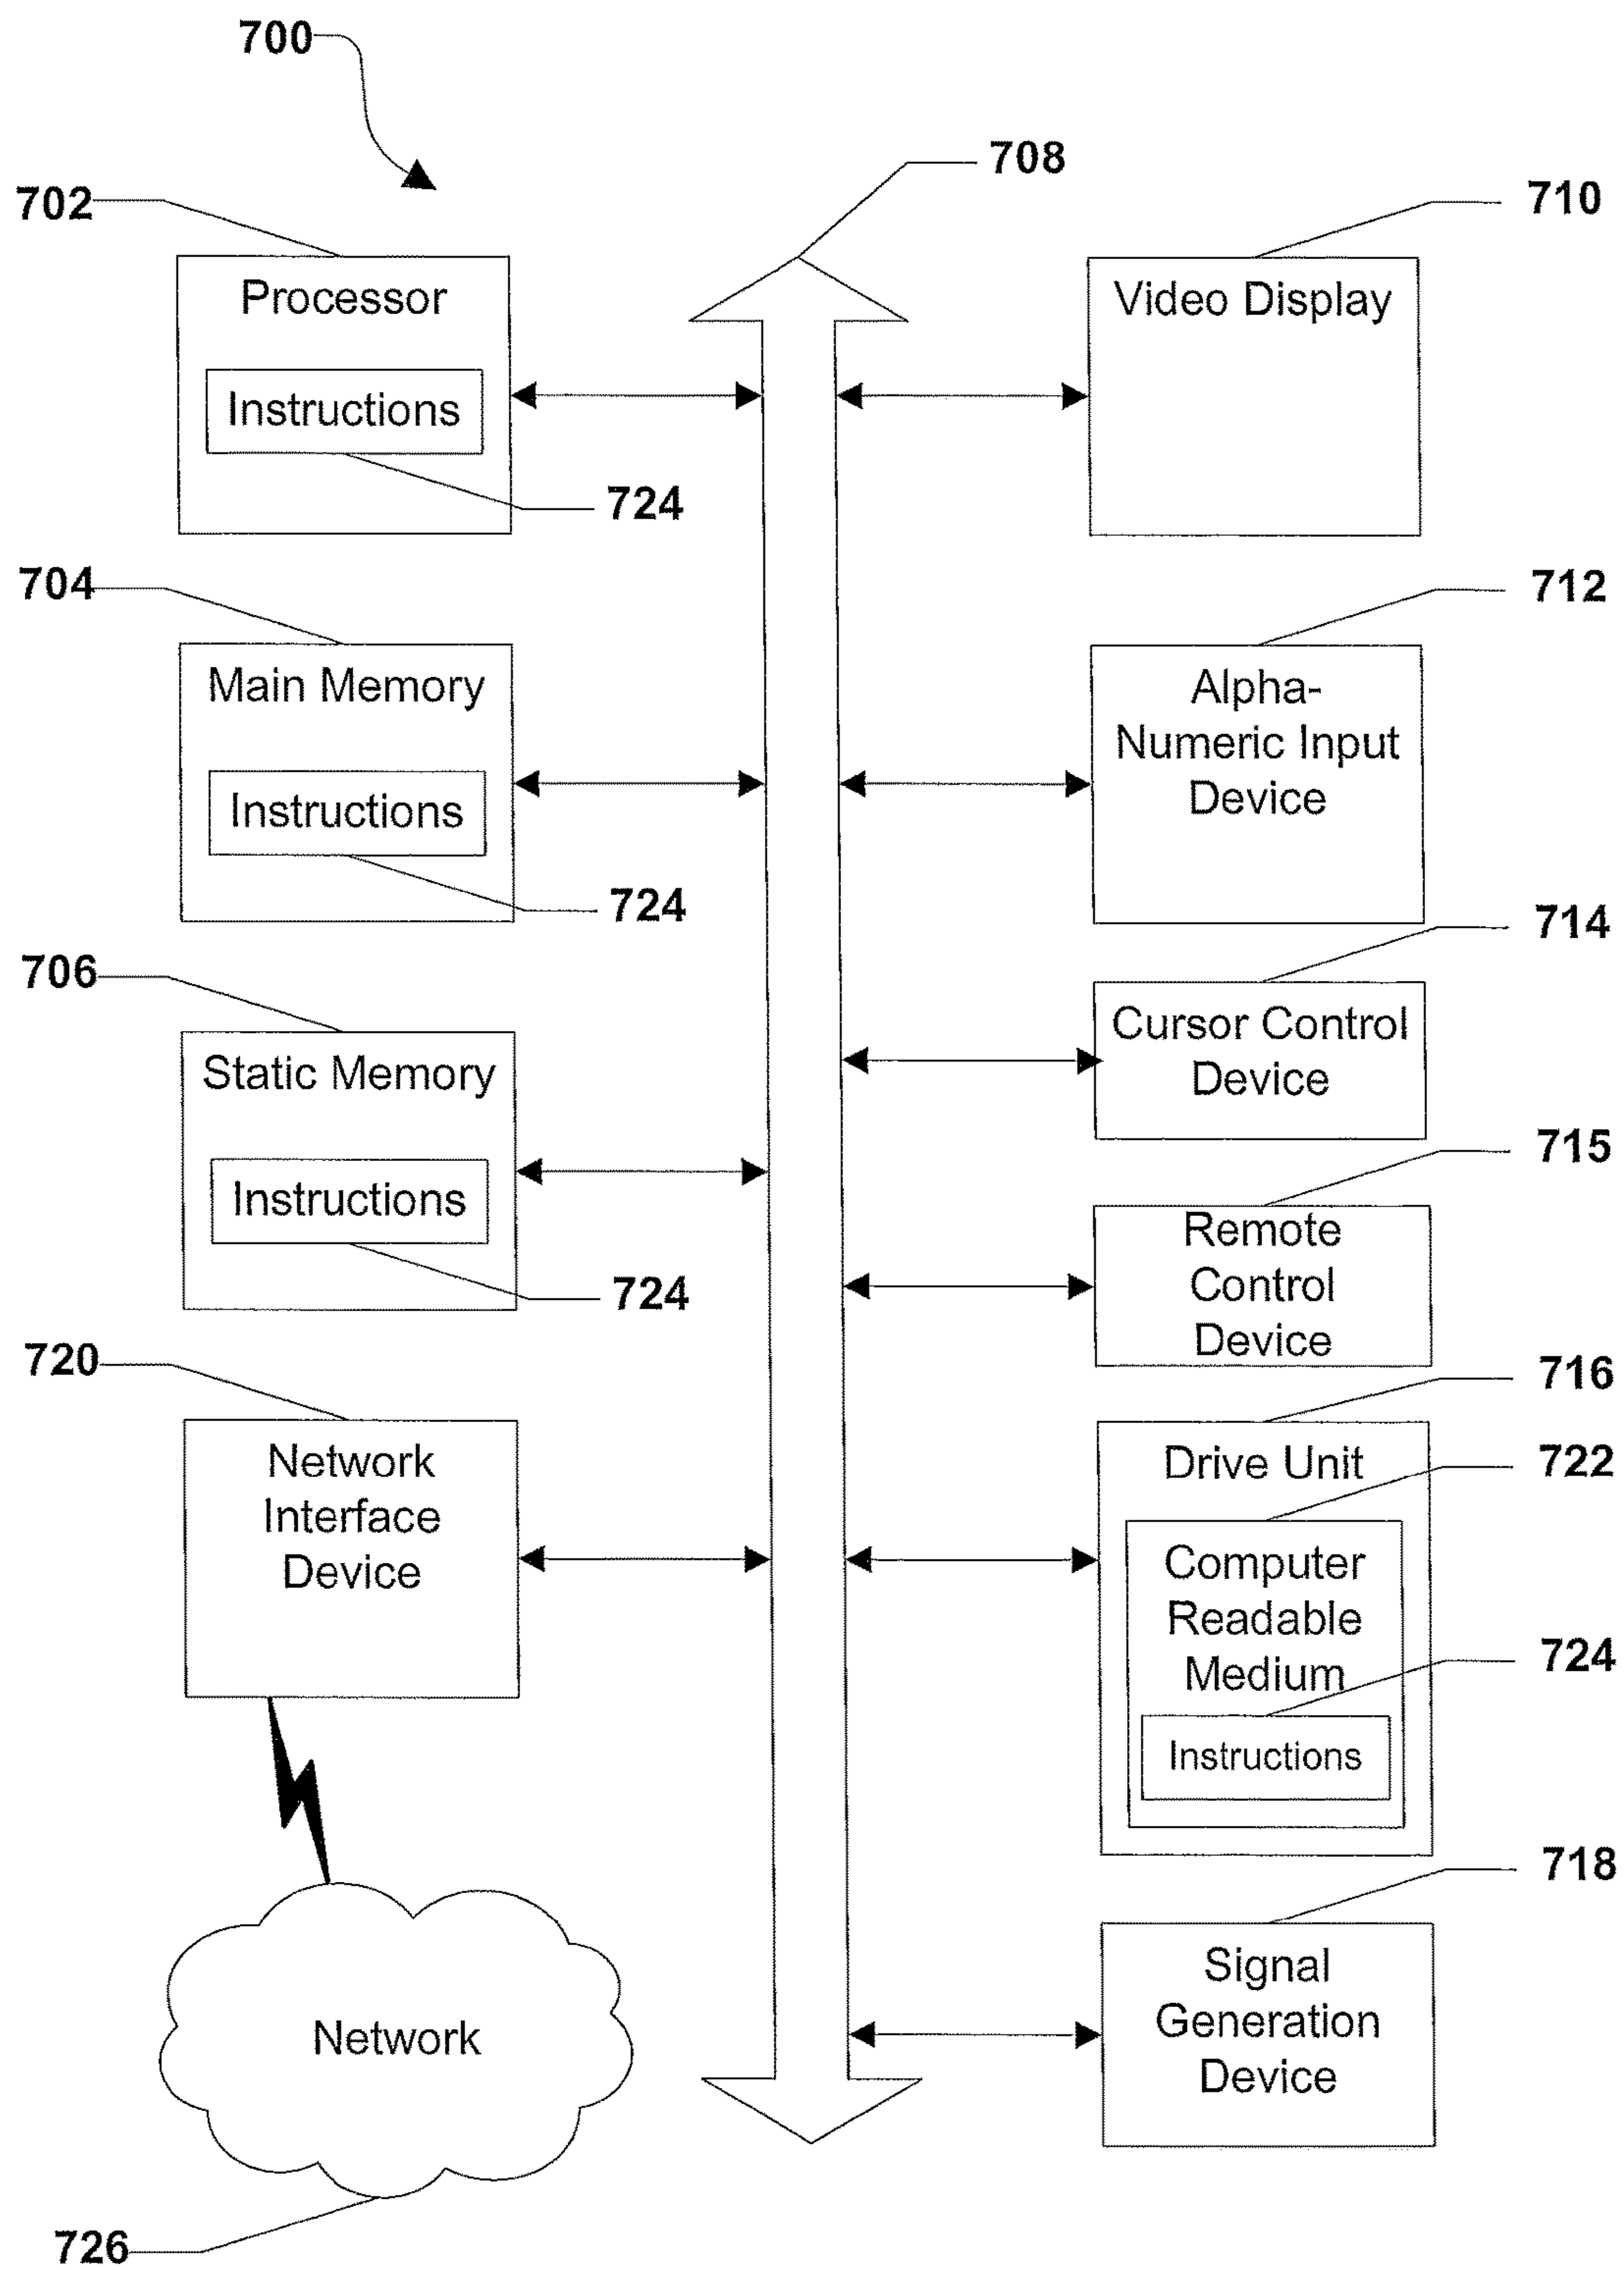 700
708
702
710
Processor
Instructions
724
Video Display
704
712
Main Memory
Instructions
724
Alpha-
Numeric Input
Device
706
714
Static Memory
Instructions
724
Cursor Control
Device
715
Remote
Control
Device
720
716
Network
Interface
Device
Drive Unit
722
Computer
Readable
Medium
724
Instructions
718
Signal
Generation
Device
Network
726